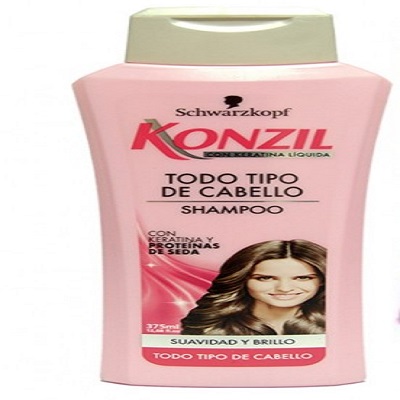 Schwarzkopf
KONZIL
CON KERATINA LÍQUIDA
TODO TIPO
DE CABELLO
SHAMPOO
CON
KERATINA Y
PROTEÍNAS
DE SEDA
375ml
SUAVIDAD Y BRILLO
TODO TIPO DE CABELLO